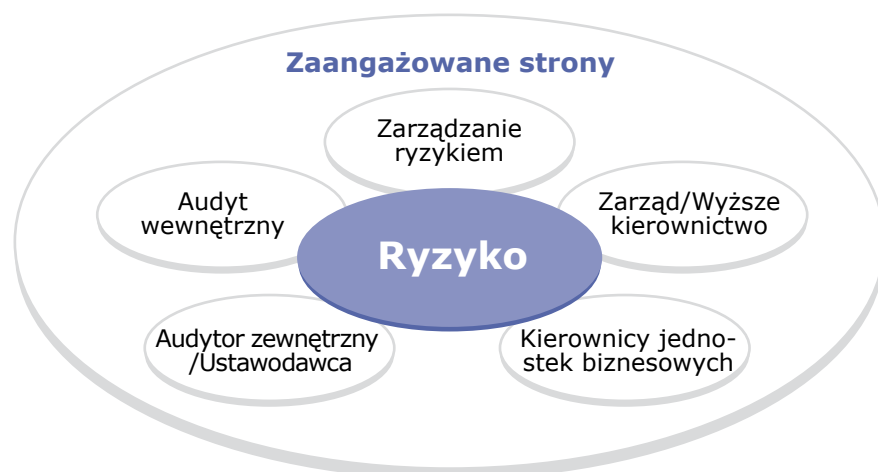 Zaangażowane strony
Zarządzanie
ryzykiem
Audyt
wewnętrzny
Zarząd/Wyższe
kierownictwo
Ryzyko
Audytor zewnętrzny
/Ustawodawca
Kierownicy jedno-
stek biznesowych